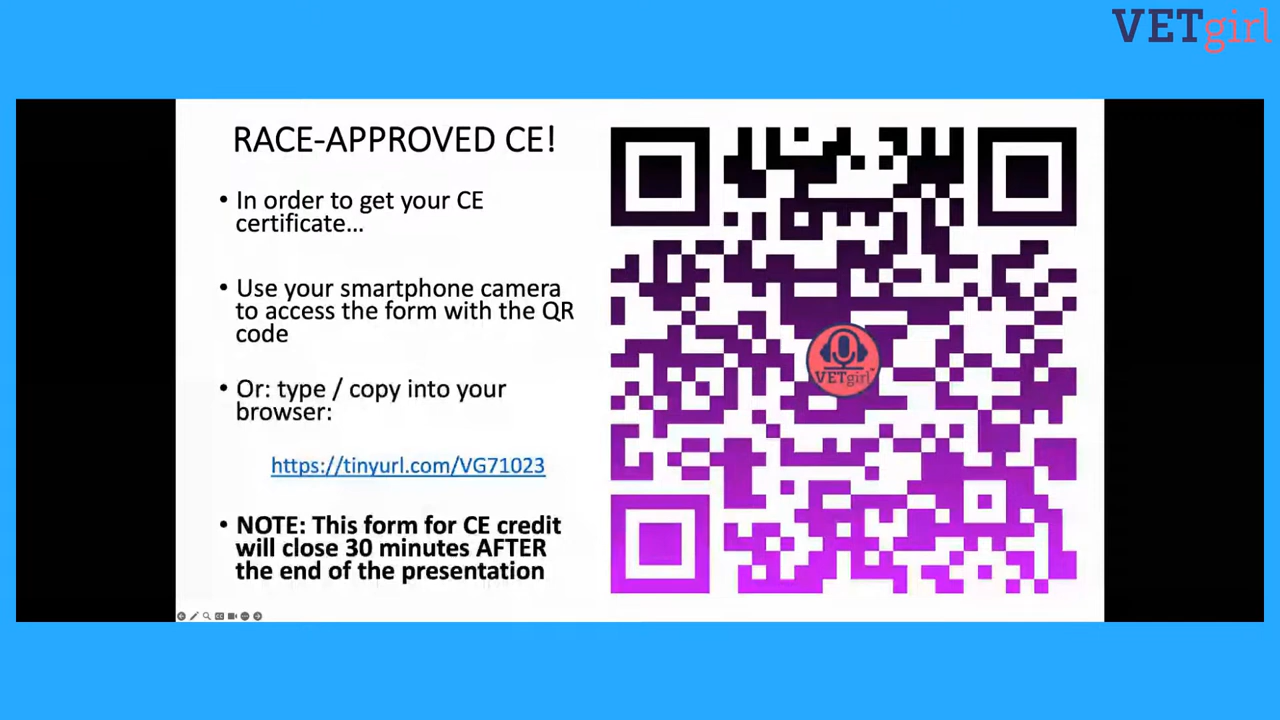 VETgirl
RACE-APPROVED CE!
• In order to get your CE
certificate...
• Use your smartphone camera
to access the form with the QR
code
• Or: type / copy into your
browser:
https://tinyurl.com/VG71023
• NOTE: This form for CE credit
will close 30 minutes AFTER
the end of the presentation
VETgirl